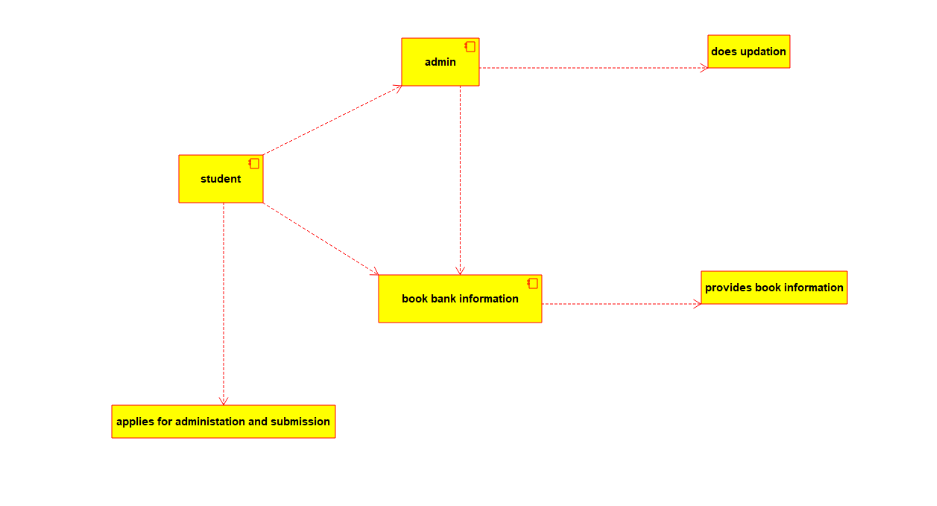 does updation
admin
student
provides book information
book bank information
applies for administation and submission